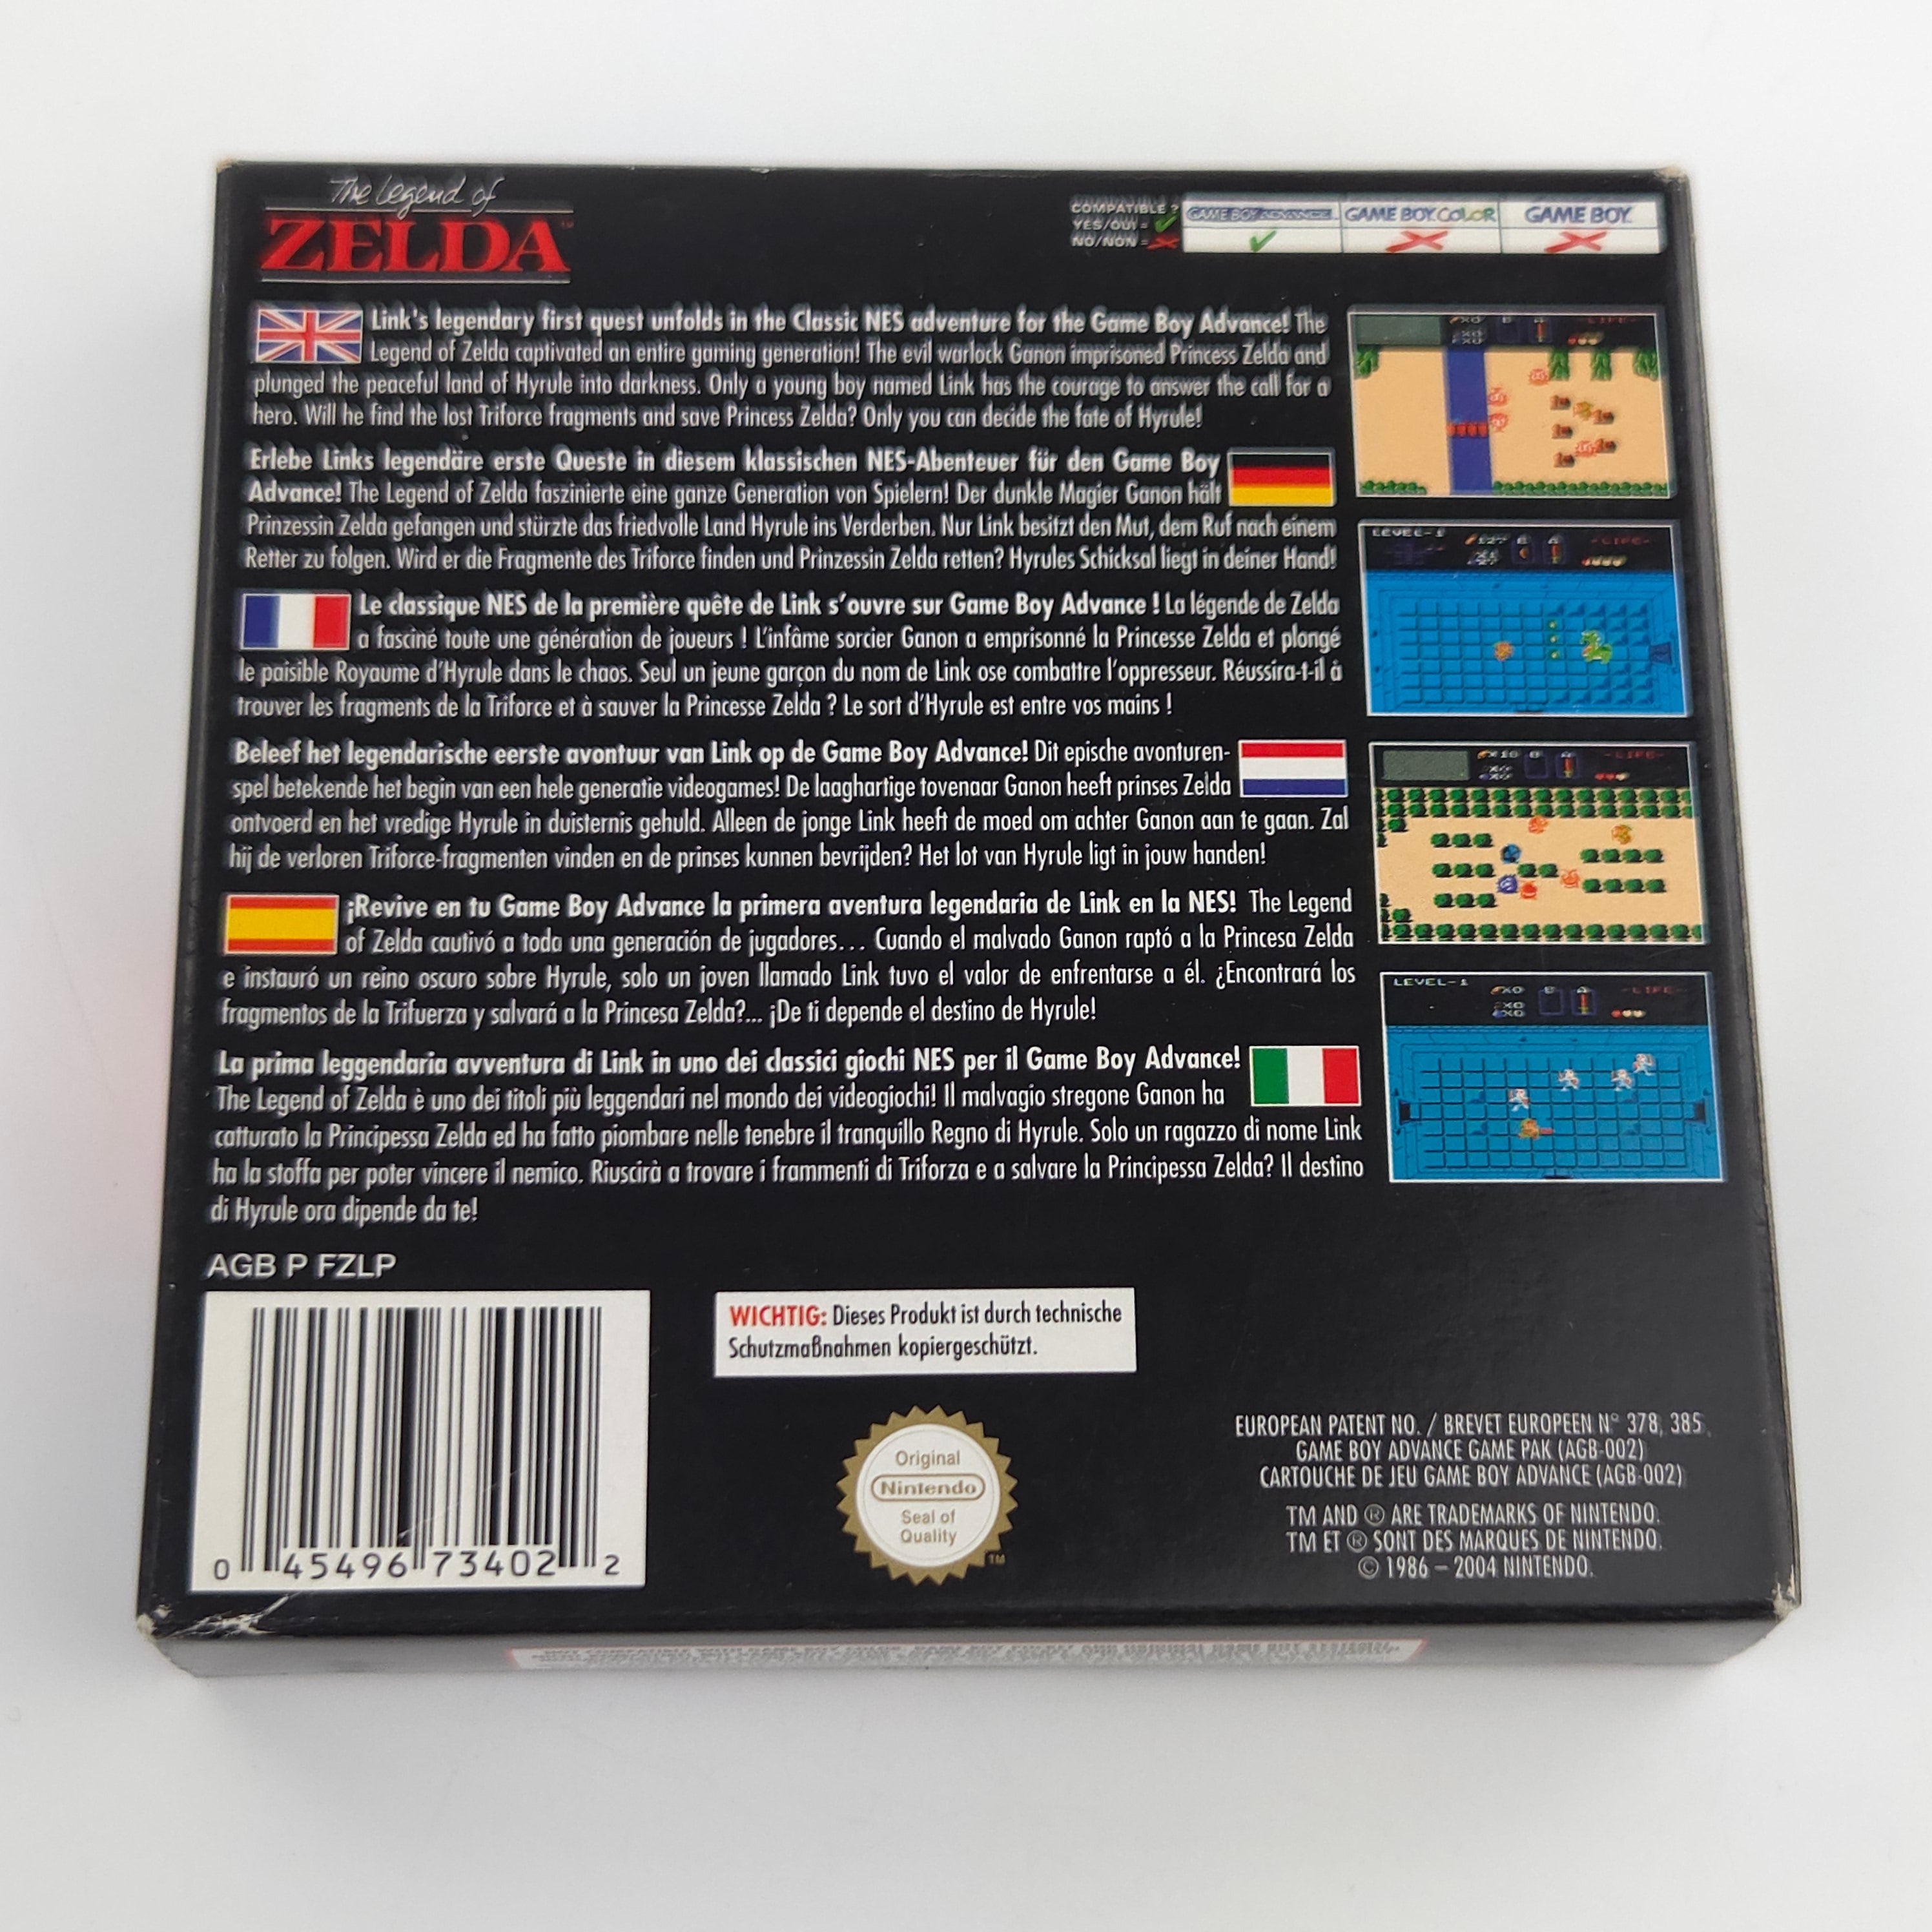 The Legend of
ZELDA™
COMPATIBLE ?
YES/OUI =
NO/NON =
GAME BOY ADVANCE
GAME BOY COLOR
GAME BOY
Link's legendary first quest unfolds in the Classic NES adventure for the Game Boy Advance! The
Legend of Zelda captivated an entire gaming generation! The evil warlock Ganon imprisoned Princess Zelda and
plunged the peaceful land of Hyrule into darkness. Only a young boy named Link has the courage to answer the call for a
hero. Will he find the lost Triforce fragments and save Princess Zelda? Only you can decide the fate of Hyrule!
Erlebe Links legendäre erste Queste in diesem klassischen NES-Abenteuer für den Game Boy
Advance! The Legend of Zelda faszinierte eine ganze Generation von Spielern! Der dunkle Magier Ganon hält
Prinzessin Zelda gefangen und stürzte das friedvolle Land Hyrule ins Verderben. Nur Link besitzt den Mut, dem Ruf nach einem
Retter zu folgen. Wird er die Fragmente des Triforce finden und Prinzessin Zelda retten? Hyrules Schicksal liegt in deiner Hand!
Le classique NES de la première quête de Link s'ouvre sur Game Boy Advance ! La légende de Zelda
a fasciné toute une génération de joueurs ! L'infâme sorcier Ganon a emprisonné la Princesse Zelda et plongé
le paisible Royaume d'Hyrule dans le chaos. Seul un jeune garçon du nom de Link ose combattre l'oppresseur. Réussira-t-il à
trouver les fragments de la Triforce et à sauver la Princesse Zelda ? Le sort d'Hyrule est entre vos mains !
Beleef het legendarische eerste avontuur van Link op de Game Boy Advance! Dit epische avonturen-
spel betekende het begin van een hele generatie videogames! De laaghartige tovenaar Ganon heeft prinses Zelda
ontvoerd en het vredige Hyrule in duisternis gehuld. Alleen de jonge Link heeft de moed om achter Ganon aan te gaan. Zal
hij de verloren Triforce-fragmenten vinden en de prinses kunnen bevrijden? Het lot van Hyrule ligt in jouw handen!
¡Revive en tu Game Boy Advance la primera aventura legendaria de Link en la NES! The Legend
of Zelda cautivó a toda una generación de jugadores... Cuando el malvado Ganon raptó a la Princesa Zelda
e instauró un reino oscuro sobre Hyrule, solo un joven llamado Link tuvo el valor de enfrentarse a él. ¿Encontrará los
fragmentos de la Trifuerza y salvará a la Princesa Zelda?... ¡De ti depende el destino de Hyrule!
La prima leggendaria avventura di Link in uno dei classici giochi NES per il Game Boy Advance!
The Legend of Zelda è uno dei titoli più leggendari nel mondo dei videogiochi! Il malvagio stregone Ganon ha
catturato la Principessa Zelda ed ha fatto piombare nelle tenebre il tranquillo Regno di Hyrule. Solo un ragazzo di nome Link
ha la stoffa per poter vincere il nemico. Riuscirà a trovare i frammenti di Triforza e a salvare la Principessa Zelda? Il destino
di Hyrule ora dipende da te!
-LIFE-
LEVEL-1
-LIFE-
-LIFE-
LEVEL-1
-LIFE-
AGB P FZLP
0 45496 73402 2
WICHTIG: Dieses Produkt ist durch technische
Schutzmaßnahmen kopiergeschützt.
Original
Nintendo
Seal of
Quality
TM
EUROPEAN PATENT NO. / BREVET EUROPEEN N° 378, 385.
GAME BOY ADVANCE GAME PAK (AGB-002)
CARTOUCHE DE JEU GAME BOY ADVANCE (AGB-002)
TM AND ® ARE TRADEMARKS OF NINTENDO.
TM ET ® SONT DES MARQUES DE NINTENDO.
© 1986 – 2004 NINTENDO.